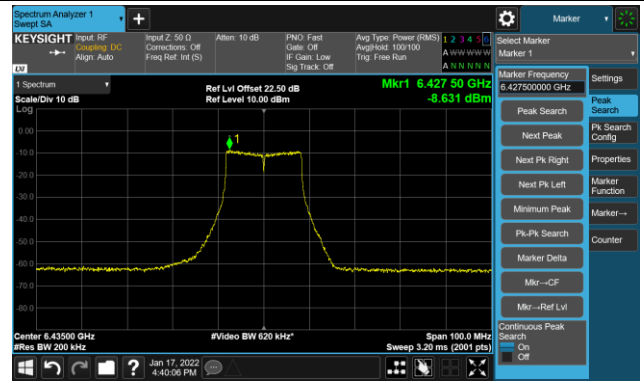 Spectrum Analyzer 1
Swept SA
Marker
KEYSIGHT
Input: RF
Coupling: DC
Align: Auto
Input Z: 50 Ω
Corrections: Off
Freq Ref: Int (S)
Atten: 10 dB
PNO: Fast
Gate: Off
IF Gain: Low
Sig Track: Off
Avg Type: Power (RMS)
Avg|Hold: 100/100
Trig: Free Run
1 2 3 4 5 6
A W W W W W
A N N N N N
LXI
Select Marker
Marker 1
1 Spectrum
Scale/Div 10 dB
Log
Ref Lvl Offset 22.50 dB
Ref Level 10.00 dBm
Mkr1 6.427 50 GHz
-8.631 dBm
1
0.00
-10.0
-20.0
-30.0
-40.0
-50.0
-60.0
-70.0
-80.0
Center 6.43500 GHz
#Res BW 200 kHz
#Video BW 620 kHz*
Span 100.0 MHz
Sweep 3.20 ms (2001 pts)
Marker Frequency
6.427500000 GHz
Peak Search
Next Peak
Next Pk Right
Next Pk Left
Minimum Peak
Pk-Pk Search
Marker Delta
Mkr→CF
Mkr→Ref Lvl
Continuous Peak
Search
On
Off
Settings
Peak
Search
Pk Search
Config
Properties
Marker
Function
Marker→
Counter
Jan 17, 2022
4:40:06 PM